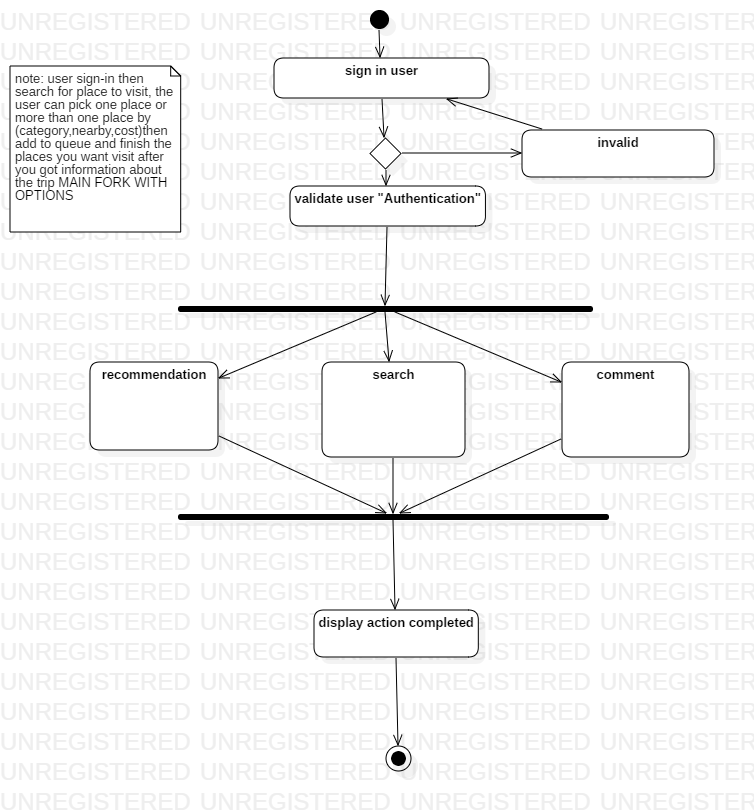 sign in user
note: user sign-in then
search for place to visit, the
user can pick one place or
more than one place by
(category,nearby,cost)then
add to queue and finish the
places you want visit after
you got information about
the trip MAIN FORK WITH
OPTIONS
invalid
validate user "Authentication"
recommendation
search
comment
display action completed
UNREGISTERED UNREGISTERED UNREGISTERED UNREGISTERED